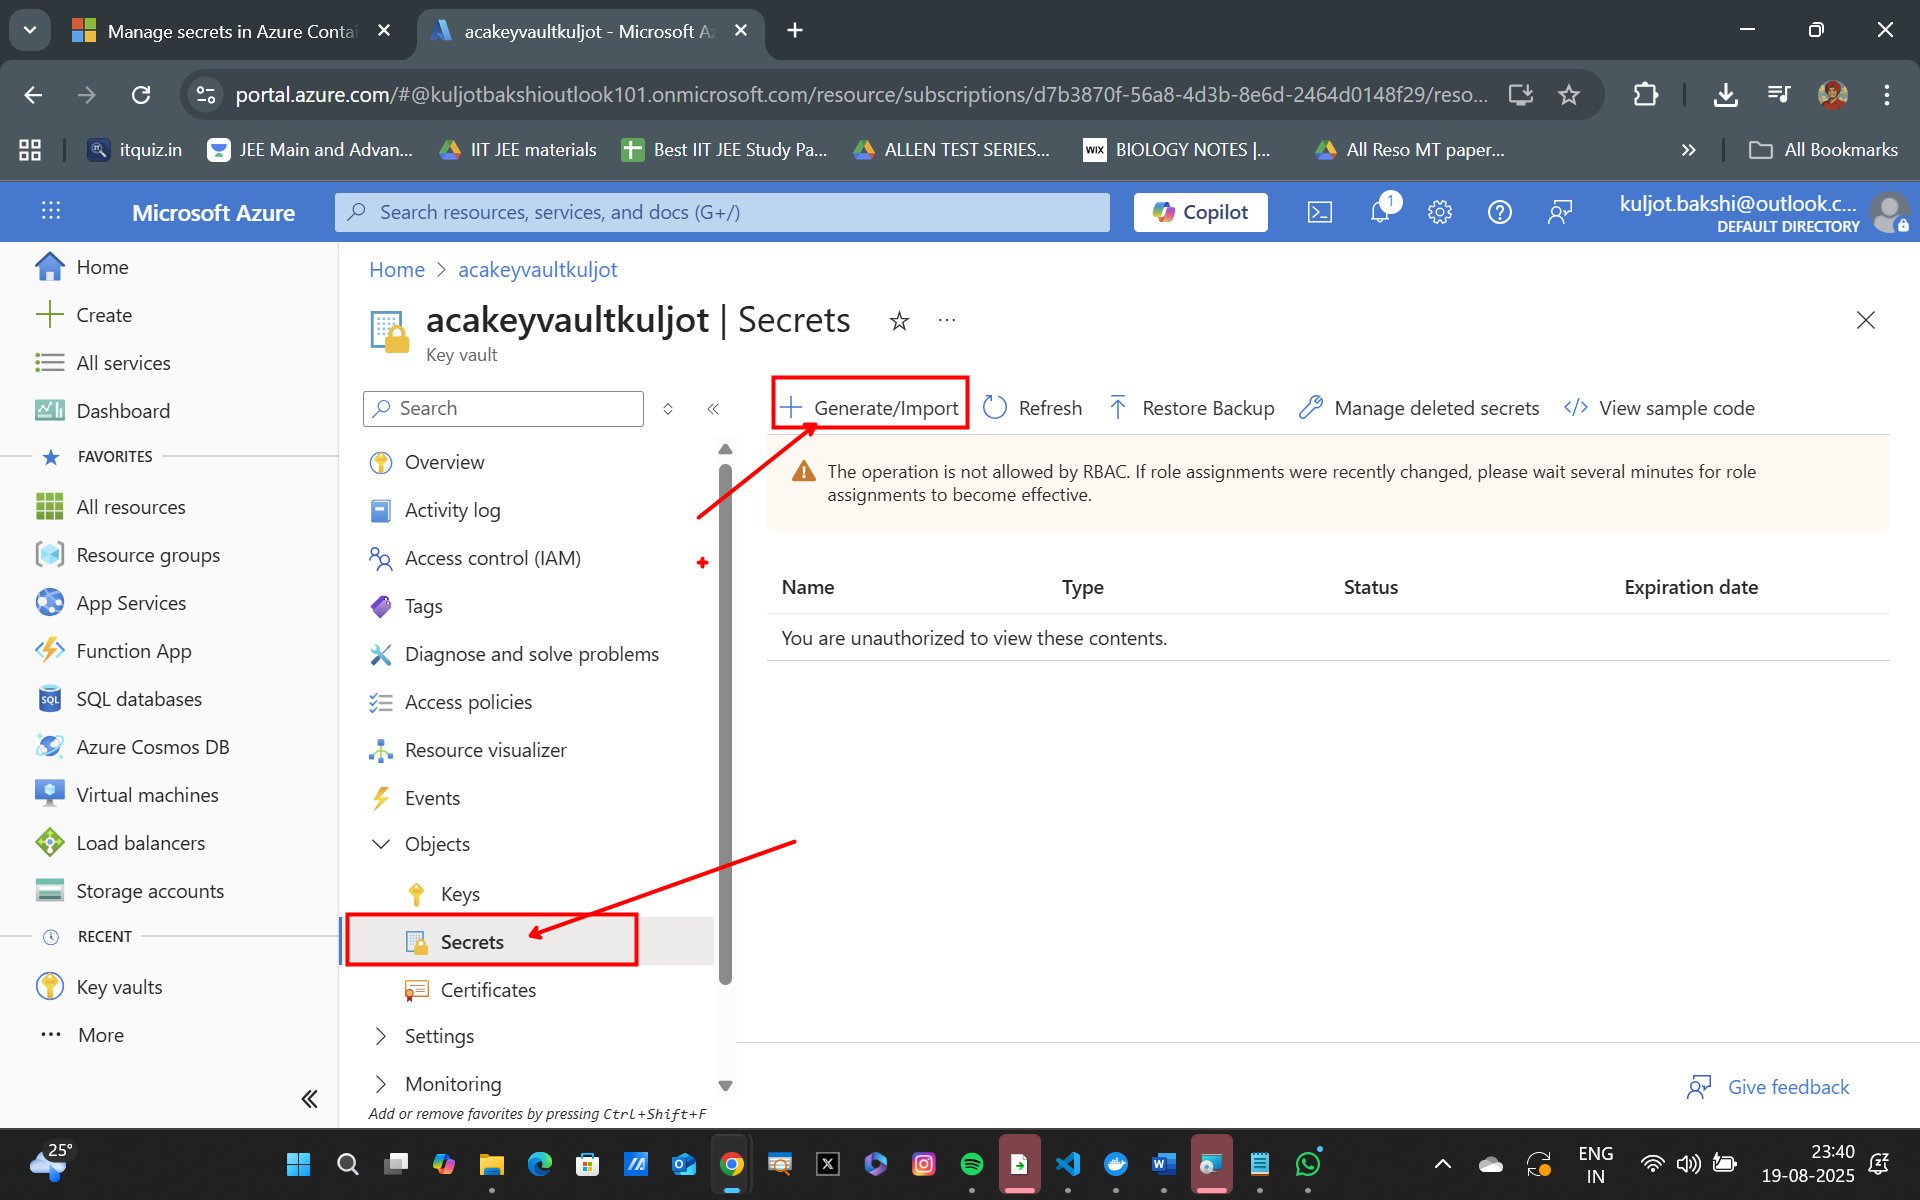 Manage secrets in Azure Contai
acakeyvaultkuljot - Microsoft Az
portal.azure.com/#@kuljotbakshioutlook101.onmicrosoft.com/resource/subscriptions/d7b3870f-56a8-4d3b-8e6d-2464d0148f29/reso...
itquiz.in
JEE Main and Advan...
IIT JEE materials
Best IIT JEE Study Pa...
ALLEN TEST SERIES...
WIX
BIOLOGY NOTES |...
All Reso MT paper...
All Bookmarks
Microsoft Azure
Search resources, services, and docs (G+/)
Copilot
1
kuljot.bakshi@outlook.c...
DEFAULT DIRECTORY
Home
Create
All services
Dashboard
FAVORITES
All resources
Resource groups
App Services
Function App
SQL
SQL databases
Azure Cosmos DB
Virtual machines
Load balancers
Storage accounts
RECENT
Key vaults
More
Home > acakeyvaultkuljot
acakeyvaultkuljot | Secrets
Key vault
Search
Overview
Activity log
Access control (IAM)
Tags
Diagnose and solve problems
Access policies
Resource visualizer
Events
Objects
Keys
Secrets
Certificates
Settings
Monitoring
Add or remove favorites by pressing Ctrl+Shift+F
Generate/Import
Refresh
Restore Backup
Manage deleted secrets
View sample code
The operation is not allowed by RBAC. If role assignments were recently changed, please wait several minutes for role
assignments to become effective.
Name Type Status Expiration date
You are unauthorized to view these contents.
Give feedback
25°
ENG
IN
23:40
19-08-2025